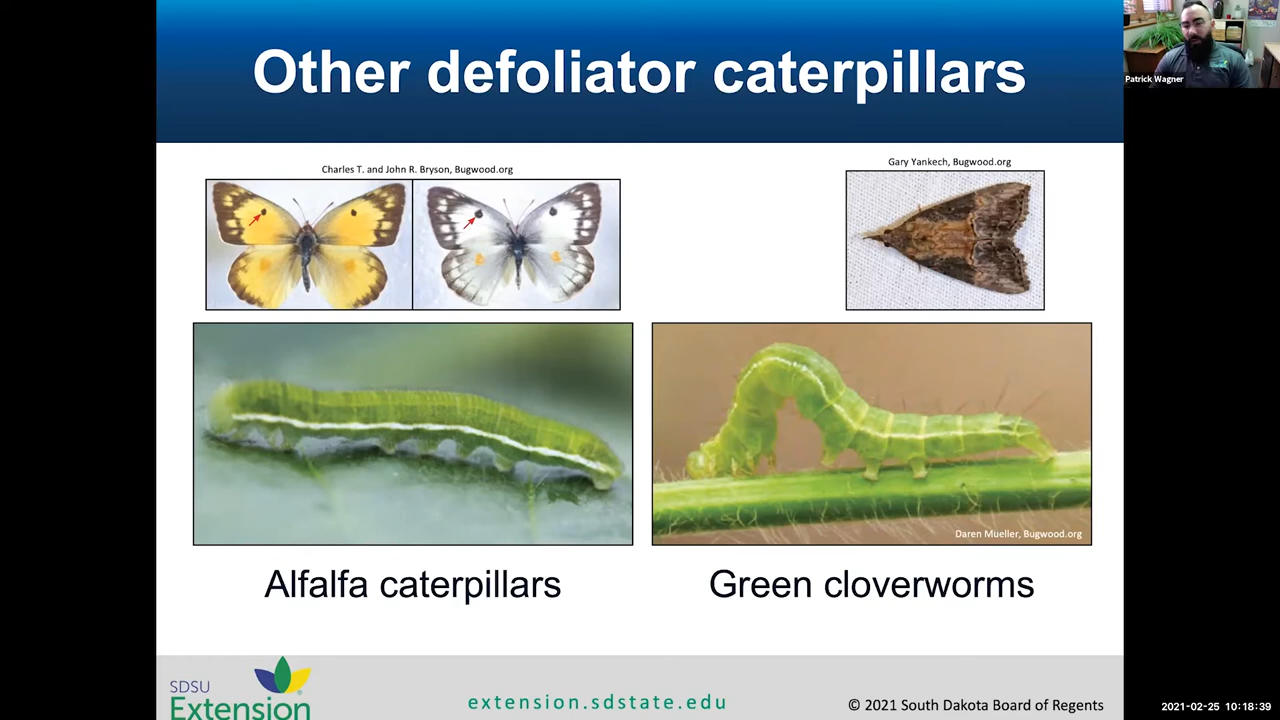 Other defoliator caterpillars
Patrick Wagner
Charles T. and John R. Bryson, Bugwood.org
Gary Yankech, Bugwood.org
Daren Mueller, Bugwood.org
Alfalfa caterpillars
Green cloverworms
SDSU
Extension
extension.sdstate.edu
© 2021 South Dakota Board of Regents
2021-02-25 10:18:39